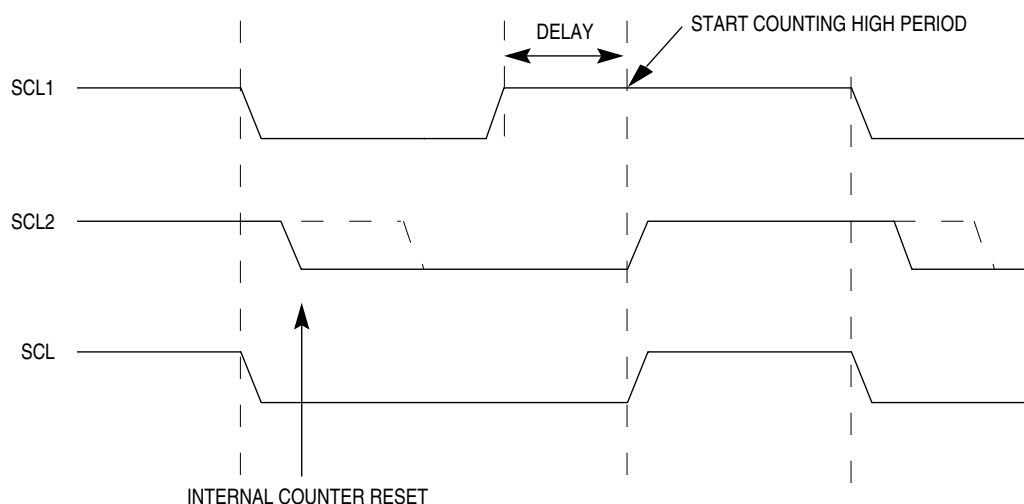 START COUNTING HIGH PERIOD
DELAY
SCL1
SCL2
SCL
INTERNAL COUNTER RESET